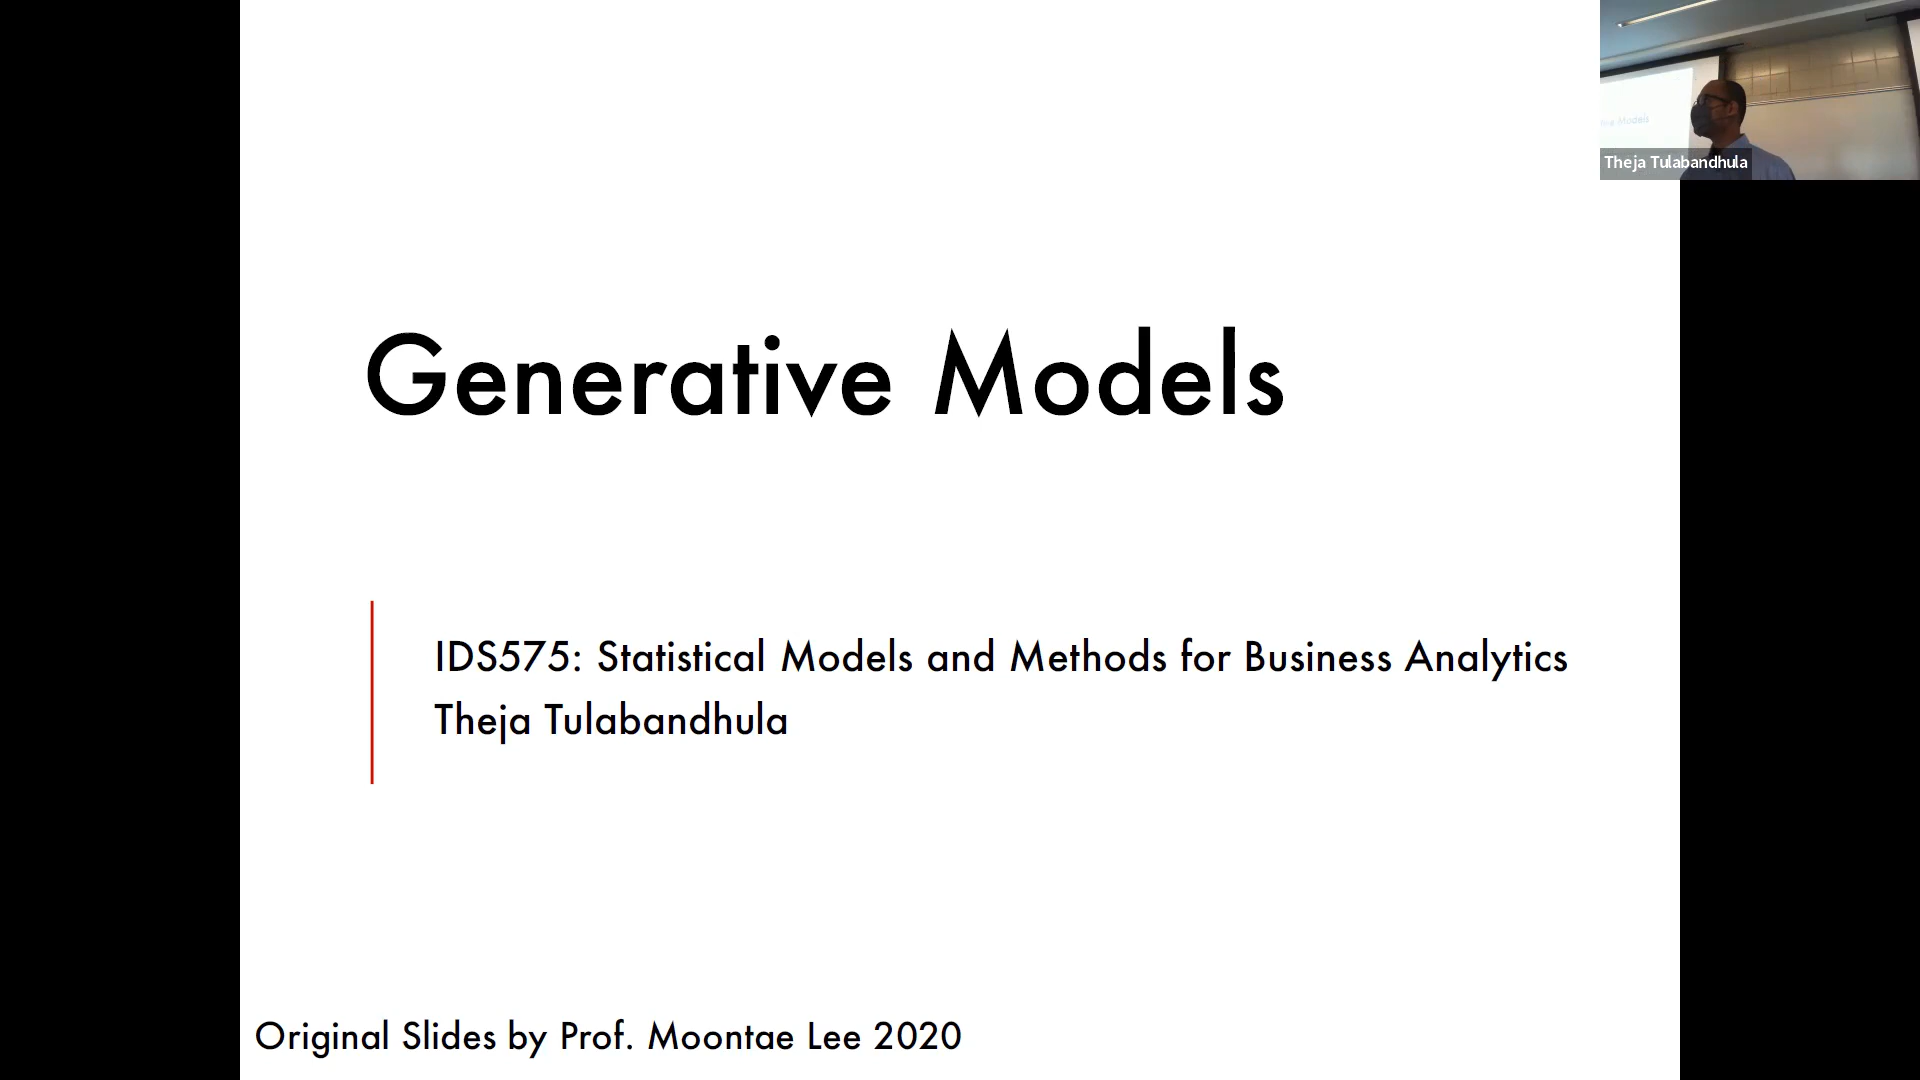 Generative Models
IDS575: Statistical Models and Methods for Business Analytics
Theja Tulabandhula
Original Slides by Prof. Moontae Lee 2020
Theja Tulabandhula
Models